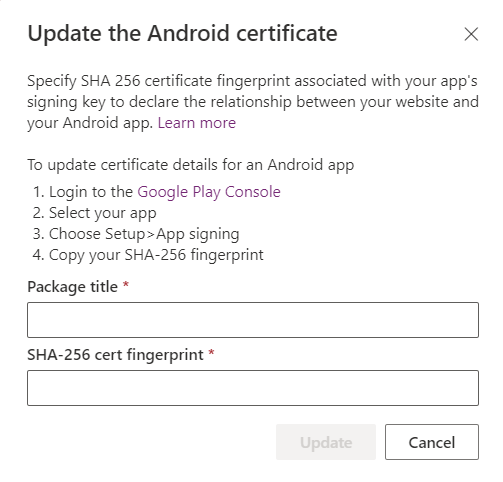 Update the Android certificate
Specify SHA 256 certificate fingerprint associated with your app's
signing key to declare the relationship between your website and
your Android app. Learn more
To update certificate details for an Android app
1. Login to the Google Play Console
2. Select your app
3. Choose Setup>App signing
4. Copy your SHA-256 fingerprint
Package title *
SHA-256 cert fingerprint *
Update Cancel